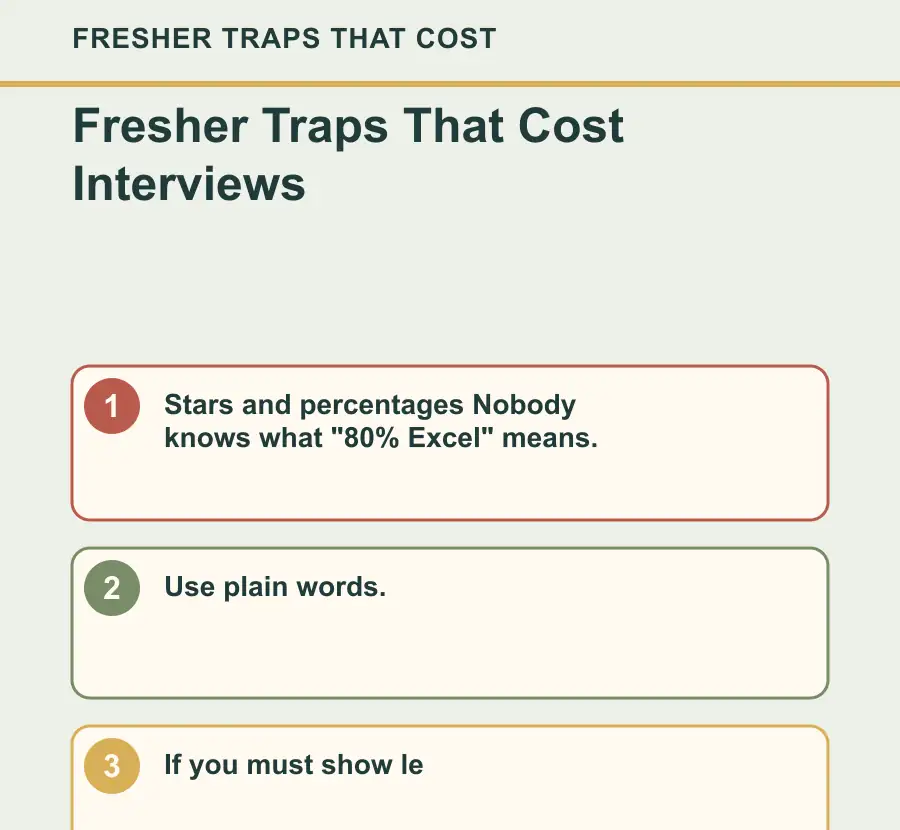 FRESHER TRAPS THAT COST
Fresher Traps That Cost
Interviews
1
Stars and percentages Nobody
knows what "80% Excel" means.
2
Use plain words.
3
If you must show le